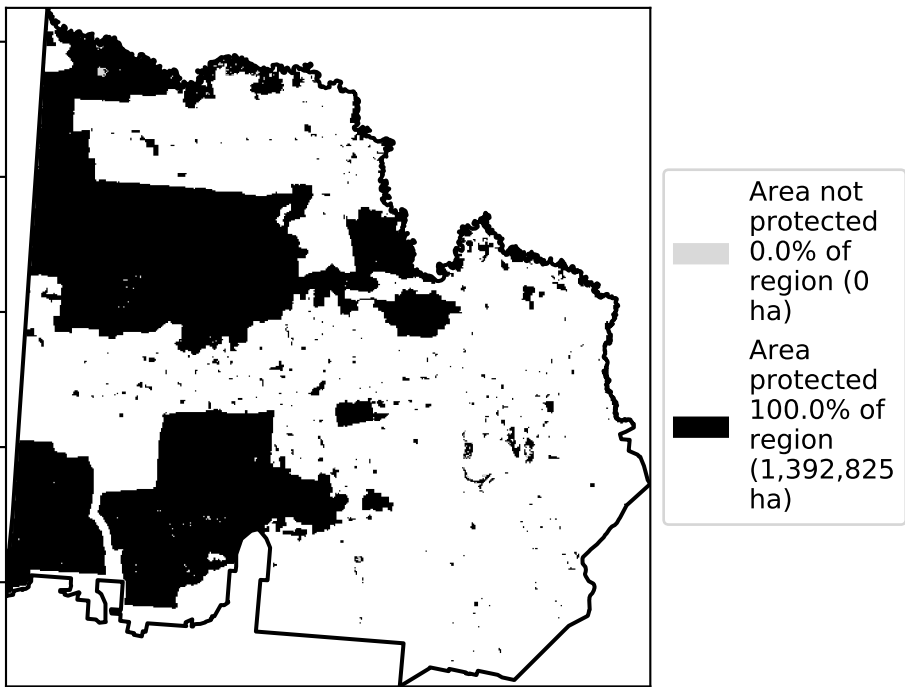 Area not
protected
0.0% of
region (0
ha)
Area
protected
100.0% of
region
(1,392,825
ha)